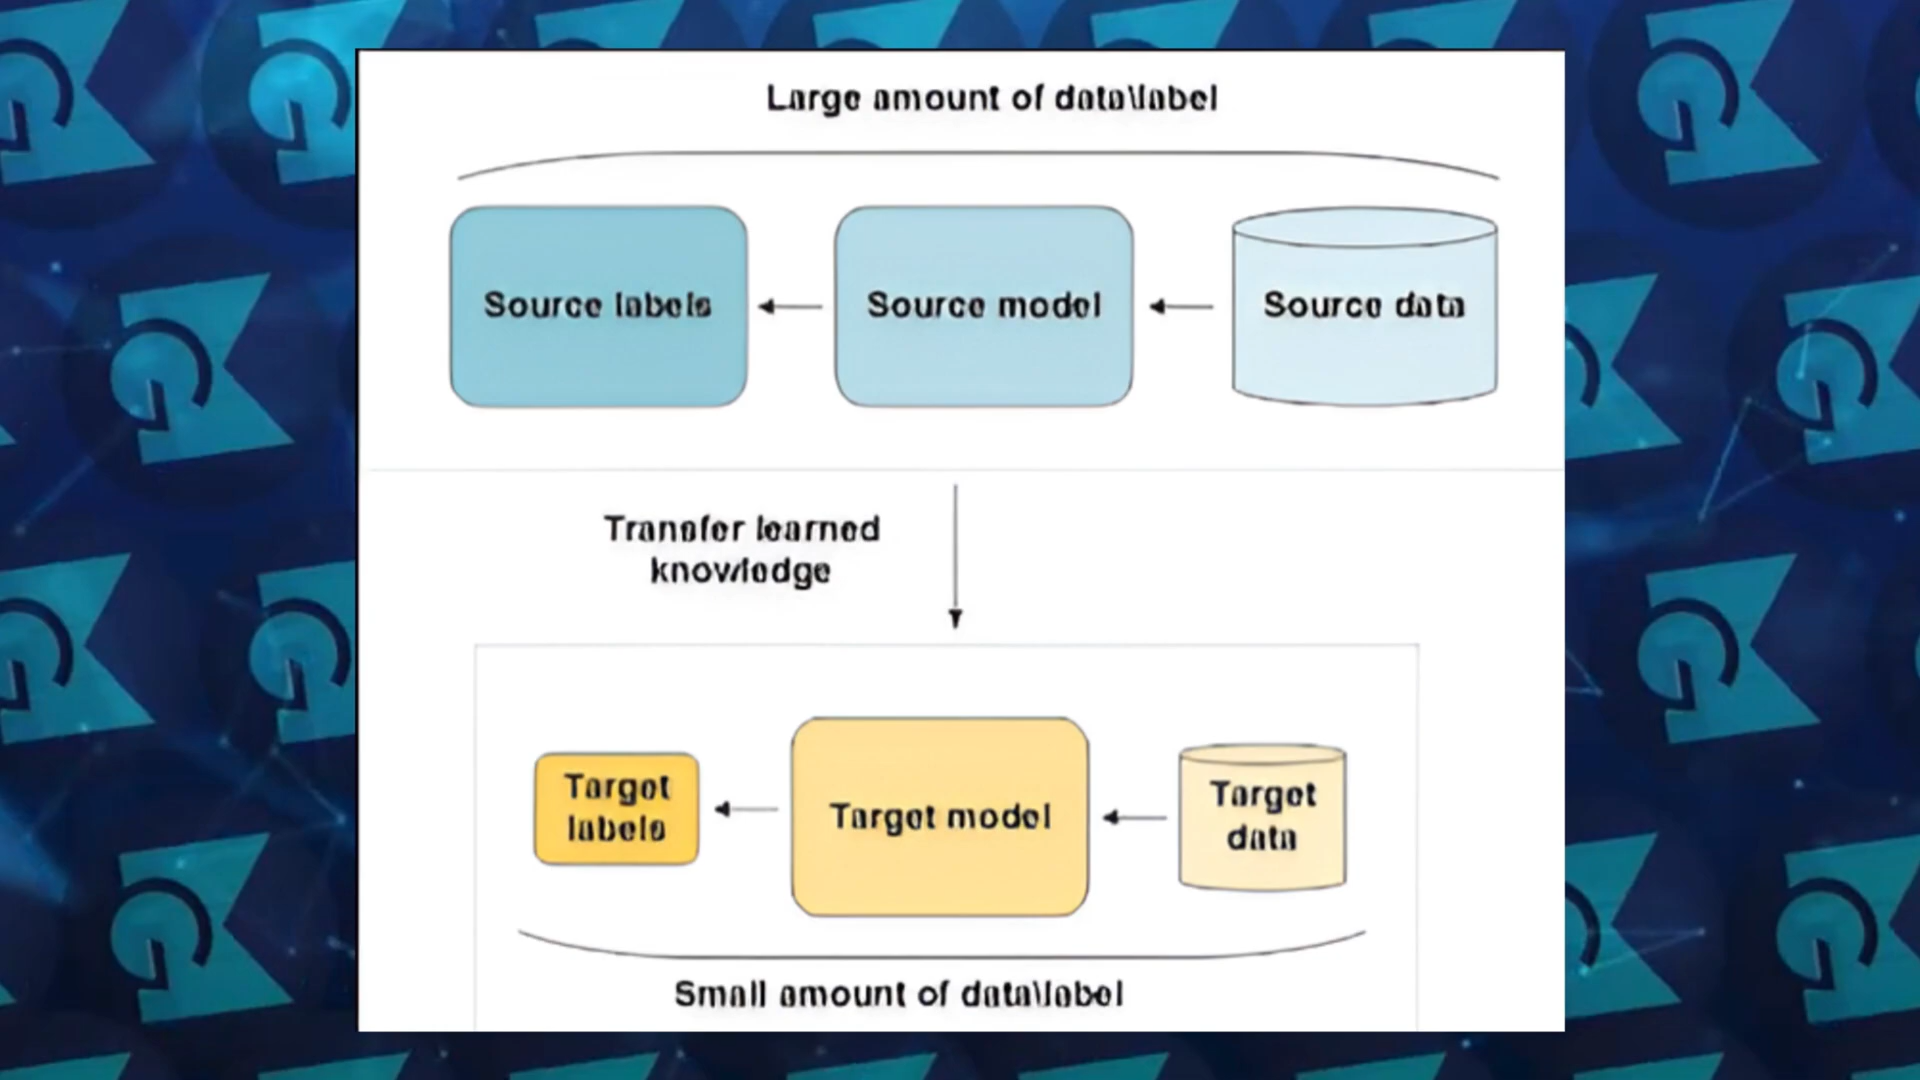 Large amount of data\label
Source labels
Source model
Source data
Transfer learned
knowledge
Target
labels
Target model
Target
data
Small amount of data\label